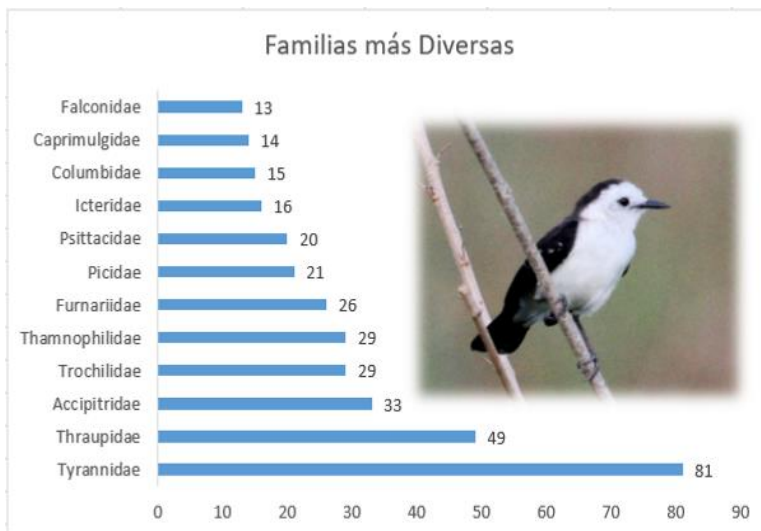 Familias más Diversas
Falconidae 13
Caprimulgidae 14
Columbidae 15
Icteridae 16
Psittacidae 20
Picidae 21
Furnariidae 26
Thamnophilidae 29
Trochilidae 29
Accipitridae 33
Thraupidae 49
Tyrannidae 81
0 10 20 30 40 50 60 70 80 90